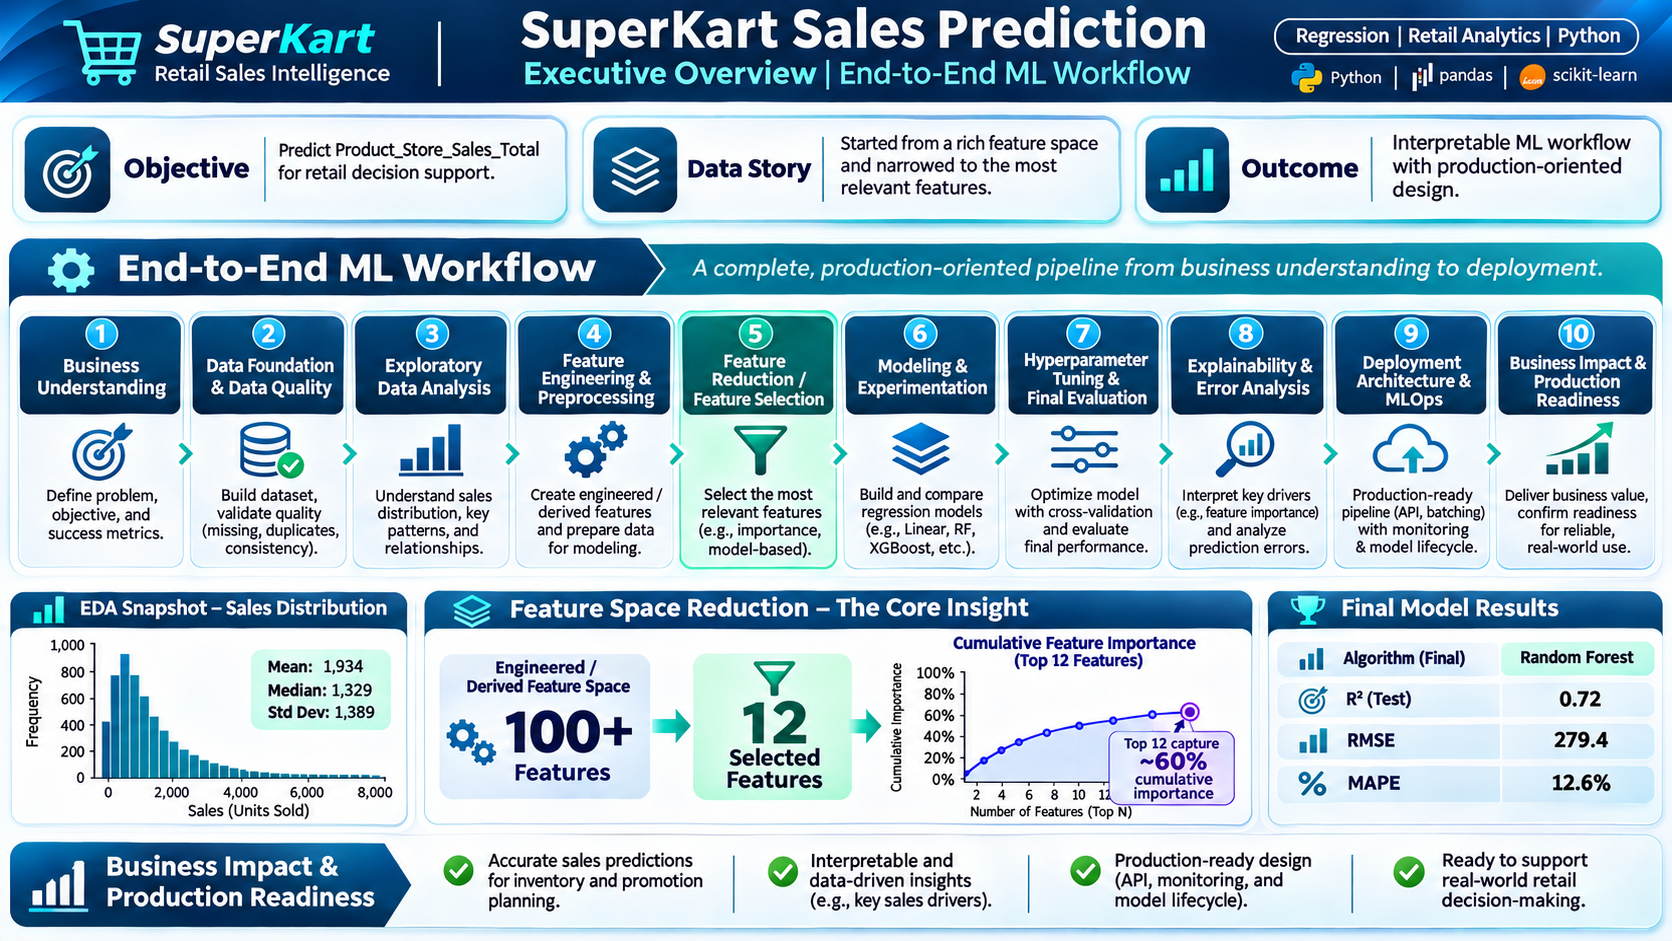 SuperKart
Retail Sales Intelligence
SuperKart Sales Prediction
Executive Overview | End-to-End ML Workflow
Regression | Retail Analytics | Python
Python | pandas | scikit-learn
Objective
Predict Product_Store_Sales_Total
for retail decision support.
Data Story
Started from a rich feature space
and narrowed to the most
relevant features.
Outcome
Interpretable ML workflow
with production-oriented
design.
End-to-End ML Workflow
A complete, production-oriented pipeline from business understanding to deployment.
1
Business
Understanding
Define problem,
objective, and
success metrics.
2
Data Foundation
& Data Quality
Build dataset,
validate quality
(missing, duplicates,
consistency).
3
Exploratory
Data Analysis
Understand sales
distribution, key
patterns, and
relationships.
4
Feature
Engineering &
Preprocessing
Create engineered /
derived features
and prepare data
for modeling.
5
Feature
Reduction /
Feature Selection
Select the most
relevant features
(e.g., importance,
model-based).
6
Modeling &
Experimentation
Build and compare
regression models
(e.g., Linear, RF,
XGBoost, etc.).
7
Hyperparameter
Tuning &
Final Evaluation
Optimize model
with cross-validation
and evaluate
final performance.
8
Explainability &
Error Analysis
Interpret key drivers
(e.g., feature importance)
and analyze
prediction errors.
9
Deployment
Architecture &
MLOps
Production-ready
pipeline (API, batching)
with monitoring
& model lifecycle.
10
Business Impact &
Production
Readiness
Deliver business value,
confirm readiness
for reliable,
real-world use.
EDA Snapshot – Sales Distribution
Frequency
1,000
800
600
400
200
0
0 2,000 4,000 6,000 8,000
Sales (Units Sold)
Mean: 1,934
Median: 1,329
Std Dev: 1,389
Feature Space Reduction – The Core Insight
Engineered /
Derived Feature Space
100+
Features
12
Selected
Features
Cumulative Feature Importance
(Top 12 Features)
Cumulative Importance
100%
80%
60%
40%
20%
0%
2 4 6 8 10 12
Number of Features (Top N)
Top 12 capture
~60%
cumulative
importance
Final Model Results
Algorithm (Final) Random Forest
R² (Test) 0.72
RMSE 279.4
MAPE 12.6%
Business Impact &
Production Readiness
Accurate sales predictions
for inventory and promotion
planning.
Interpretable and
data-driven insights
(e.g., key sales drivers).
Production-ready design
(API, monitoring, and
model lifecycle).
Ready to support
real-world retail
decision-making.